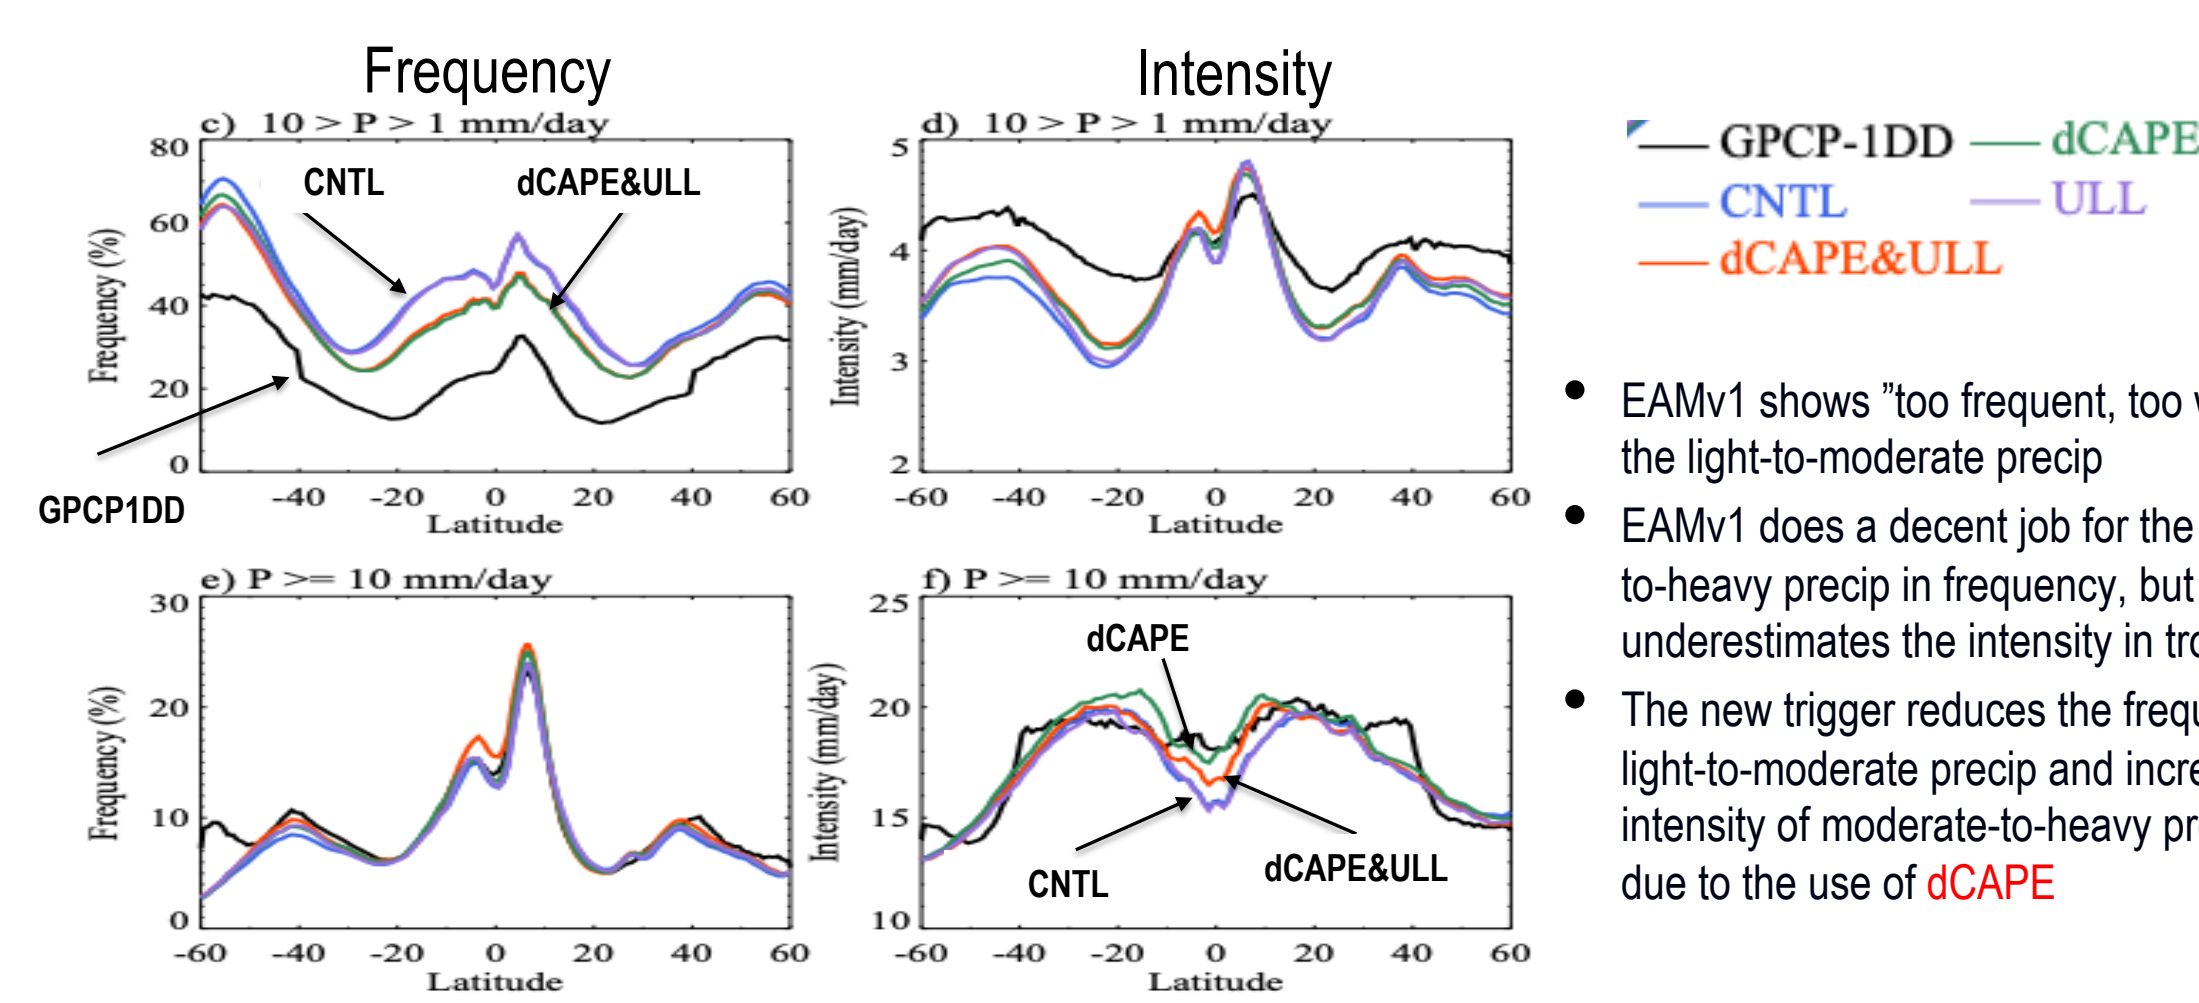 Frequency
Intensity
c) 10 > P > 1 mm/day
80
60
40
20
0
Frequency (%)
CNTL
dCAPE&ULL
GPCP1DD
-40 -20 0 20 40 60
Latitude
d) 10 > P > 1 mm/day
5
4
3
2
Intensity (mm/day)
-60 -40 -20 0 20 40 60
Latitude
GPCP-1DD dCAPE
CNTL ULL
dCAPE&ULL
e) P >= 10 mm/day
30
20
10
0
Frequency (%)
-60 -40 -20 0 20 40 60
Latitude
f) P >= 10 mm/day
25
20
15
10
Intensity (mm/day)
dCAPE
CNTL
dCAPE&ULL
-60 -40 -20 0 20 40 60
Latitude
• EAMv1 shows ”too frequent, too
the light-to-moderate precip
• EAMv1 does a decent job for the
to-heavy precip in frequency, but
underestimates the intensity in
• The new trigger reduces the
light-to-moderate precip and
intensity of moderate-to-heavy
due to the use of dCAPE